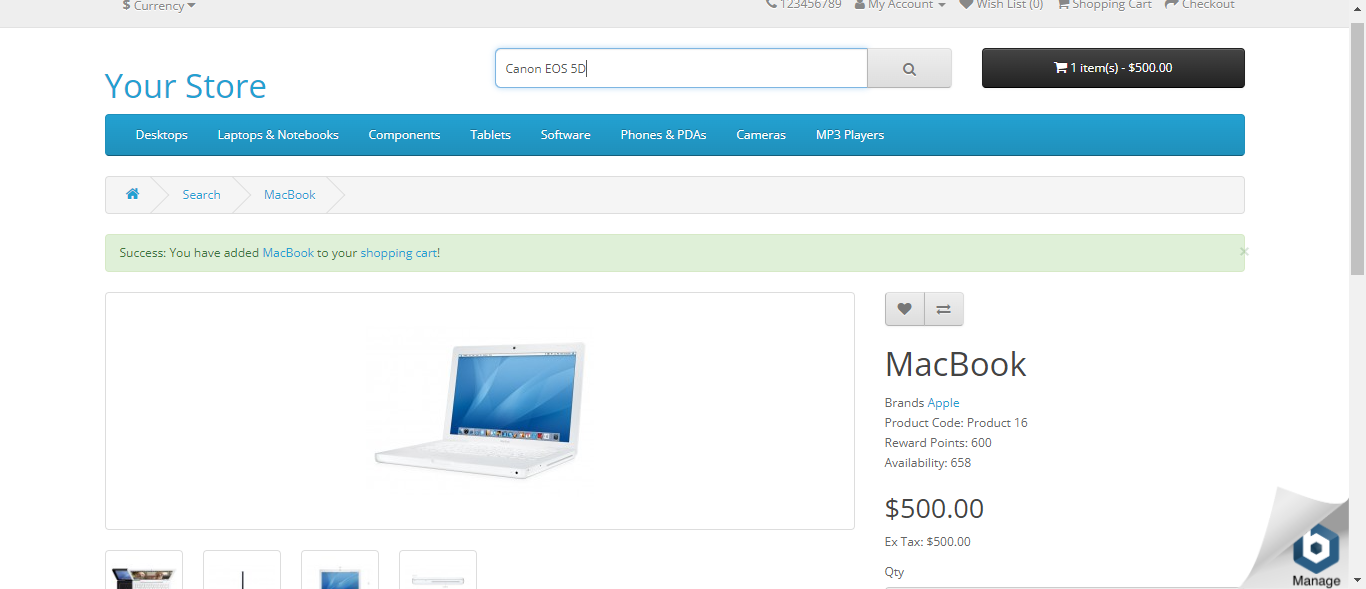 $ Currency
123456789 My Account Wish List (0) Shopping Cart Checkout
Canon EOS 5D
1 item(s) - $500.00
Your Store
Desktops Laptops & Notebooks Components Tablets Software Phones & PDAs Cameras MP3 Players
Search MacBook
Success: You have added MacBook to your shopping cart!
×
MacBook
Brands Apple
Product Code: Product 16
Reward Points: 600
Availability: 658
$500.00
Ex Tax: $500.00
Qty
b
Manage